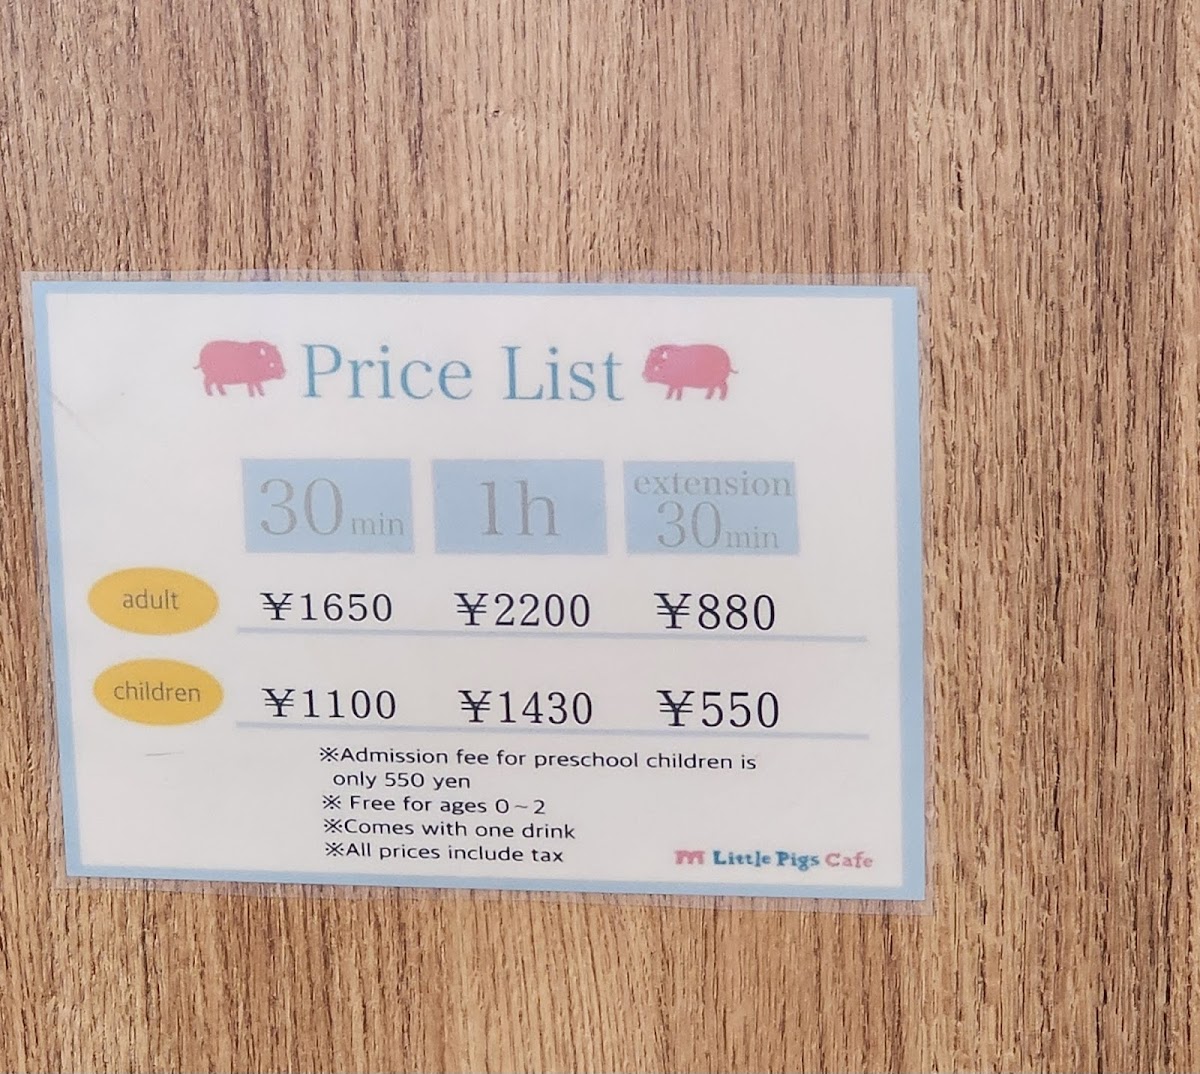 Price List
30min 1h extension 30min
adult ¥1650 ¥2200 ¥880
children ¥1100 ¥1430 ¥550
※Admission fee for preschool children is
only 550 yen
※ Free for ages 0~2
※Comes with one drink
※All prices include tax
Little Pigs Cafe